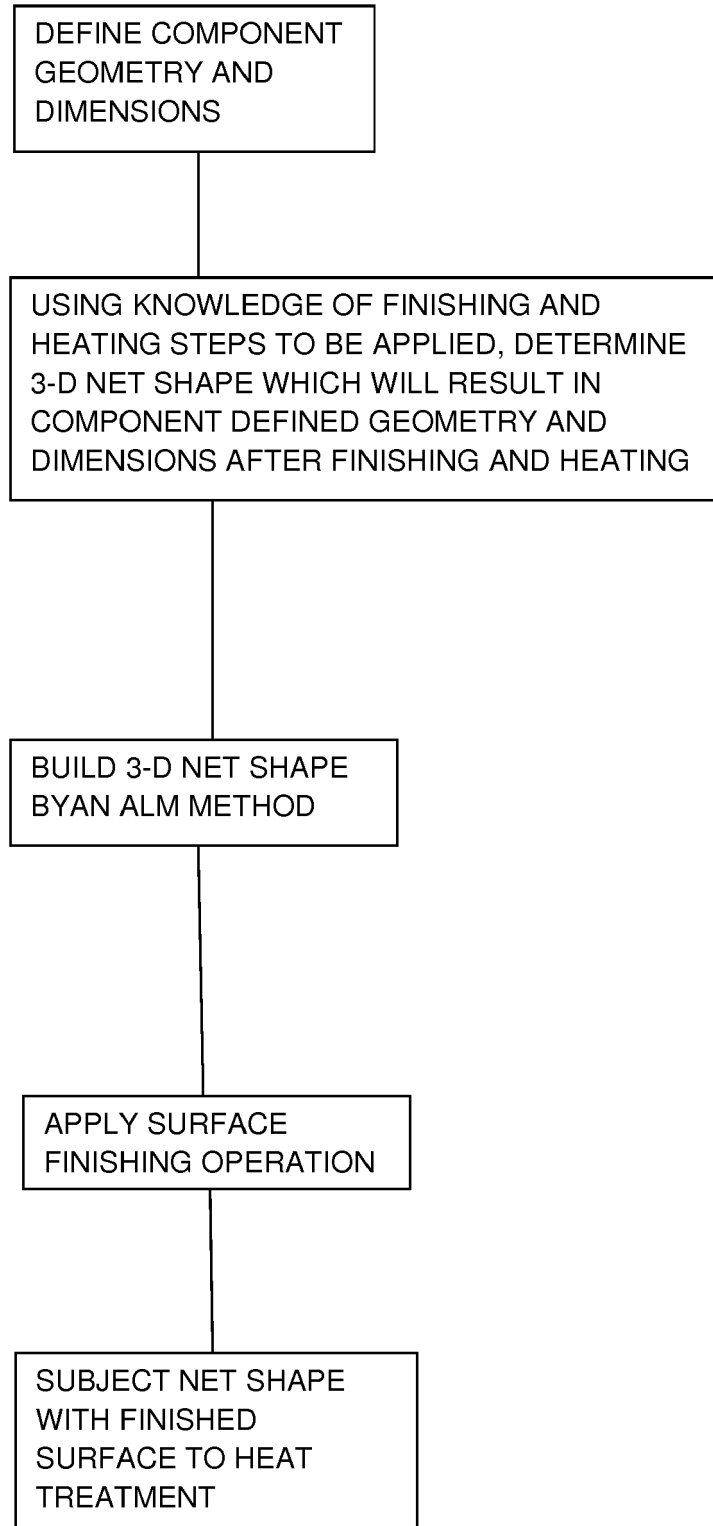 DEFINE COMPONENT
GEOMETRY AND
DIMENSIONS
USING KNOWLEDGE OF FINISHING AND
HEATING STEPS TO BE APPLIED, DETERMINE
3-D NET SHAPE WHICH WILL RESULT IN
COMPONENT DEFINED GEOMETRY AND
DIMENSIONS AFTER FINISHING AND HEATING
BUILD 3-D NET SHAPE
BYAN ALM METHOD
APPLY SURFACE
FINISHING OPERATION
SUBJECT NET SHAPE
WITH FINISHED
SURFACE TO HEAT
TREATMENT